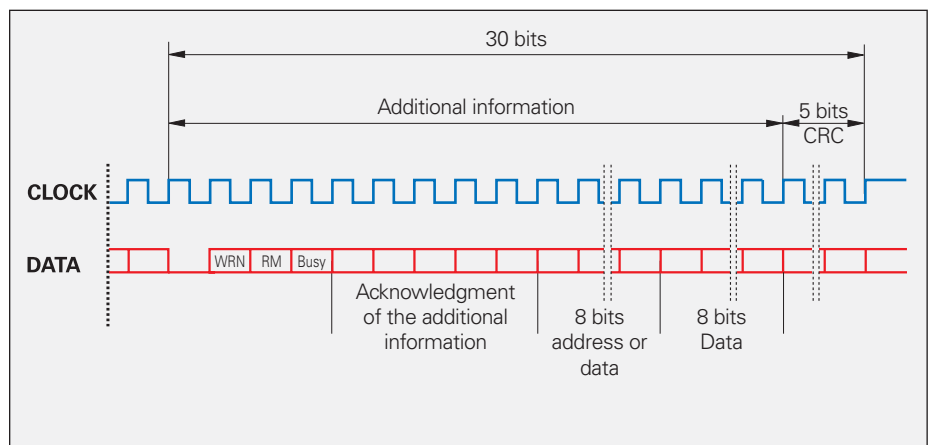 30 bits
Additional information
5 bits
CRC
CLOCK
DATA
WRN
RM
Busy
Acknowledgment
of the additional
information
8 bits
address or
data
8 bits
Data